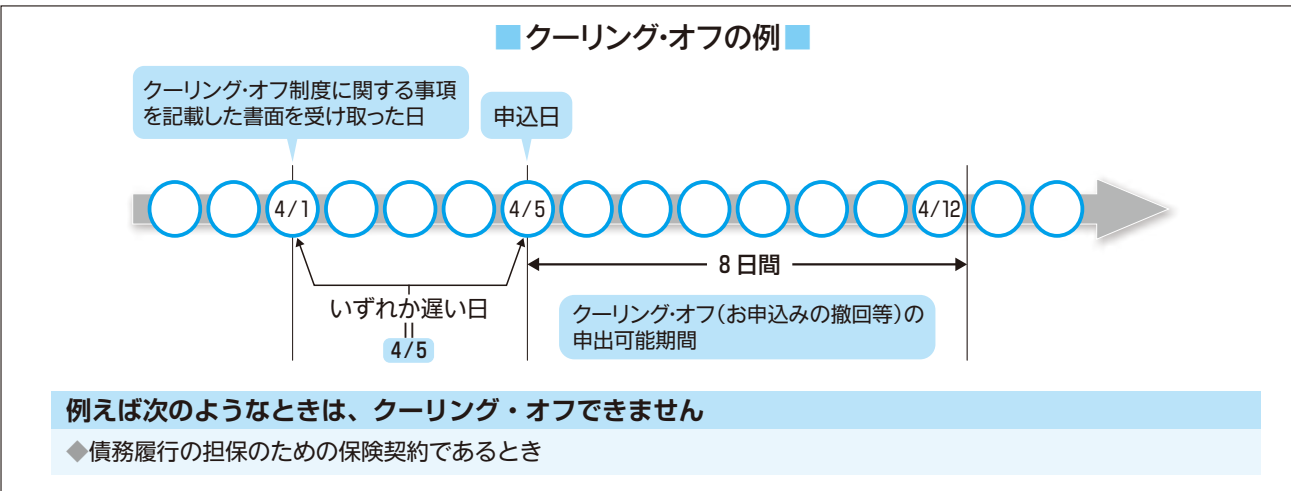 ■クーリング・オフの例■
クーリング・オフ制度に関する事項
を記載した書面を受け取った日
申込日
4/1
4/5
4/12
8日間
いずれか遅い日
=
4/5
クーリング・オフ(お申込みの撤回等)の
申出可能期間
例えば次のようなときは、クーリング・オフできません
◆債務履行の担保のための保険契約であるとき